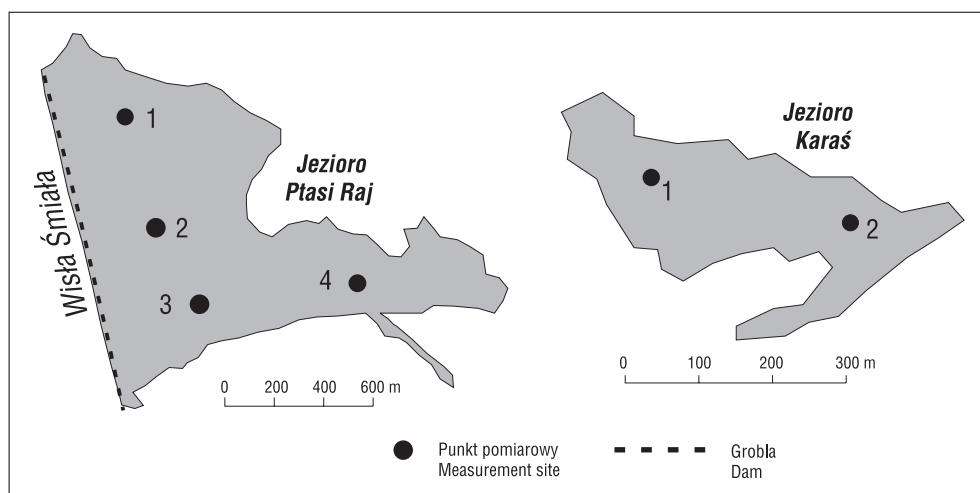 1
2
3
4
Wisła Śmiała
Jezioro
Ptasi Raj
0 200 400 600 m
Jezioro
Karaś
1
2
0 100 200 300 m
Punkt pomiarowy
Measurement site
Grobla
Dam